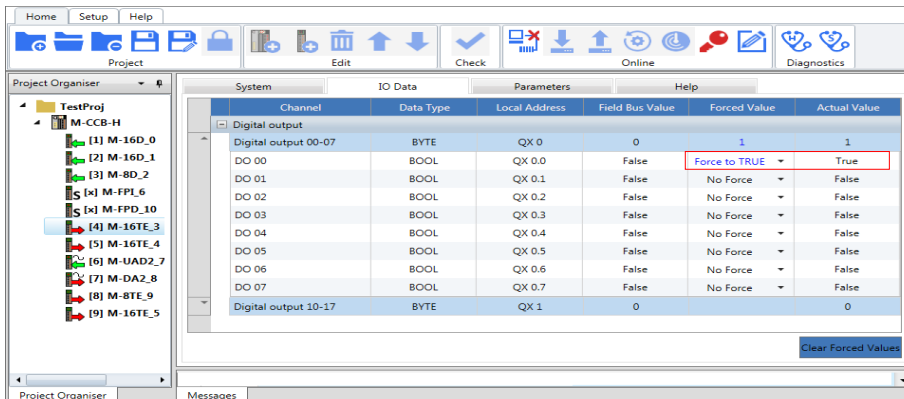 Home Setup Help
Project Edit Check Online Diagnostics
Project Organiser
TestProj
M-CCB-H
[1] M-16D_0
[2] M-16D_1
[3] M-8D_2
S [x] M-FPI_6
S [x] M-FPD_10
[4] M-16TE_3
[5] M-16TE_4
[6] M-UAD2_7
[7] M-DA2_8
[8] M-8TE_9
[9] M-16TE_5
Project Organiser
System IO Data Parameters Help
Channel Data Type Local Address Field Bus Value Forced Value Actual Value
Digital output
Digital output 00-07 BYTE QX 0 0 1 1
DO 00 BOOL QX 0.0 False Force to TRUE True
DO 01 BOOL QX 0.1 False No Force False
DO 02 BOOL QX 0.2 False No Force False
DO 03 BOOL QX 0.3 False No Force False
DO 04 BOOL QX 0.4 False No Force False
DO 05 BOOL QX 0.5 False No Force False
DO 06 BOOL QX 0.6 False No Force False
DO 07 BOOL QX 0.7 False No Force False
Digital output 10-17 BYTE QX 1 0 0
Clear Forced Values
Messages